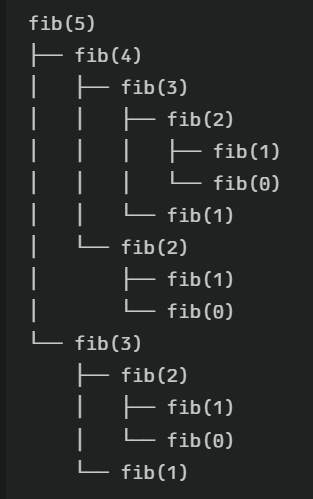 fib(5)
├── fib(4)
│   ├── fib(3)
│   │   ├── fib(2)
│   │   │   ├── fib(1)
│   │   │   └── fib(0)
│   │   └── fib(1)
│   └── fib(2)
│       ├── fib(1)
│       └── fib(0)
└── fib(3)
    ├── fib(2)
    │   ├── fib(1)
    │   └── fib(0)
    └── fib(1)